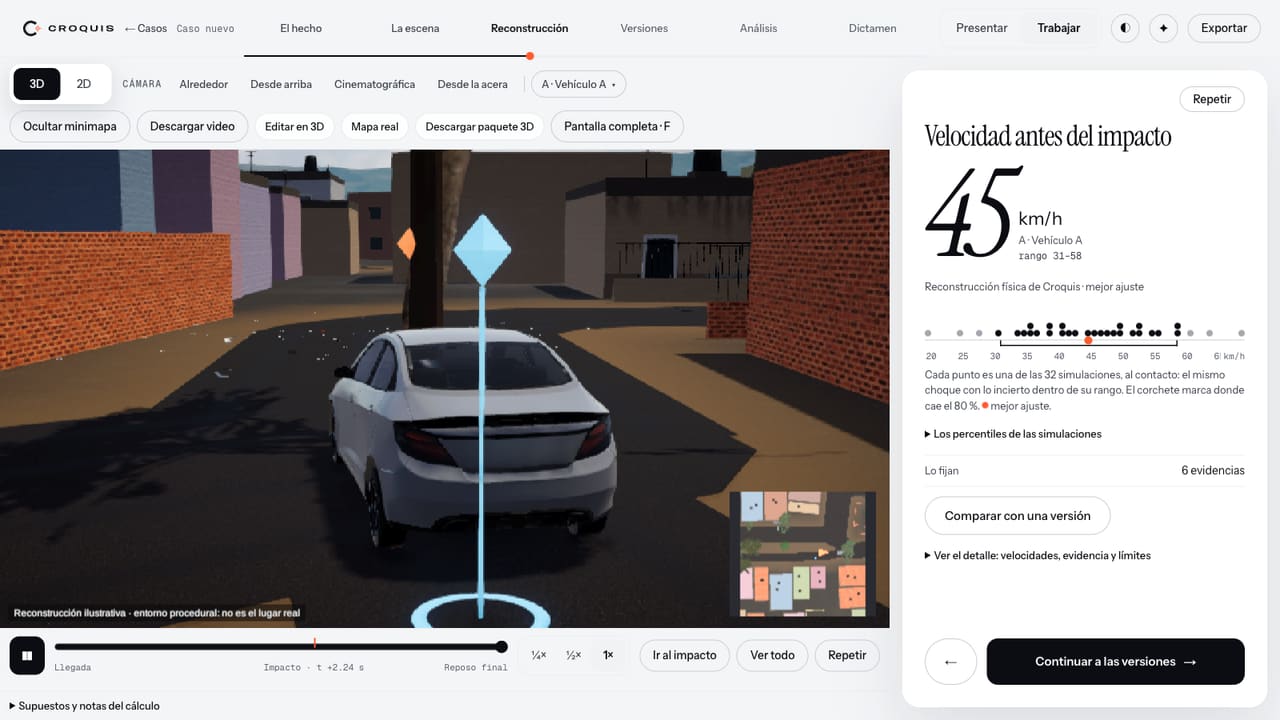 CROQUIS
← Casos
Caso nuevo
El hecho
La escena
Reconstrucción
Versiones
Análisis
Dictamen
Presentar
Trabajar
Exportar
3D
2D
CÁMARA
Alrededor
Desde arriba
Cinematográfica
Desde la acera
A · Vehículo A
Ocultar minimapa
Descargar video
Editar en 3D
Mapa real
Descargar paquete 3D
Pantalla completa · F
Reconstrucción ilustrativa · entorno procedural: no es el lugar real
Llegada
Impacto · t +2.24 s
Reposo final
¼×
½×
1×
Ir al impacto
Ver todo
Repetir
Supuestos y notas del cálculo
Repetir
Velocidad antes del impacto
45 km/h
A · Vehículo A
rango 31–58
Reconstrucción física de Croquis · mejor ajuste
20 25 30 35 40 45 50 55 60 6 km/h
Cada punto es una de las 32 simulaciones, al contacto: el mismo
choque con lo incierto dentro de su rango. El corchete marca donde
cae el 80 %. mejor ajuste.
Los percentiles de las simulaciones
Lo fijan
6 evidencias
Comparar con una versión
Ver el detalle: velocidades, evidencia y límites
←
Continuar a las versiones →